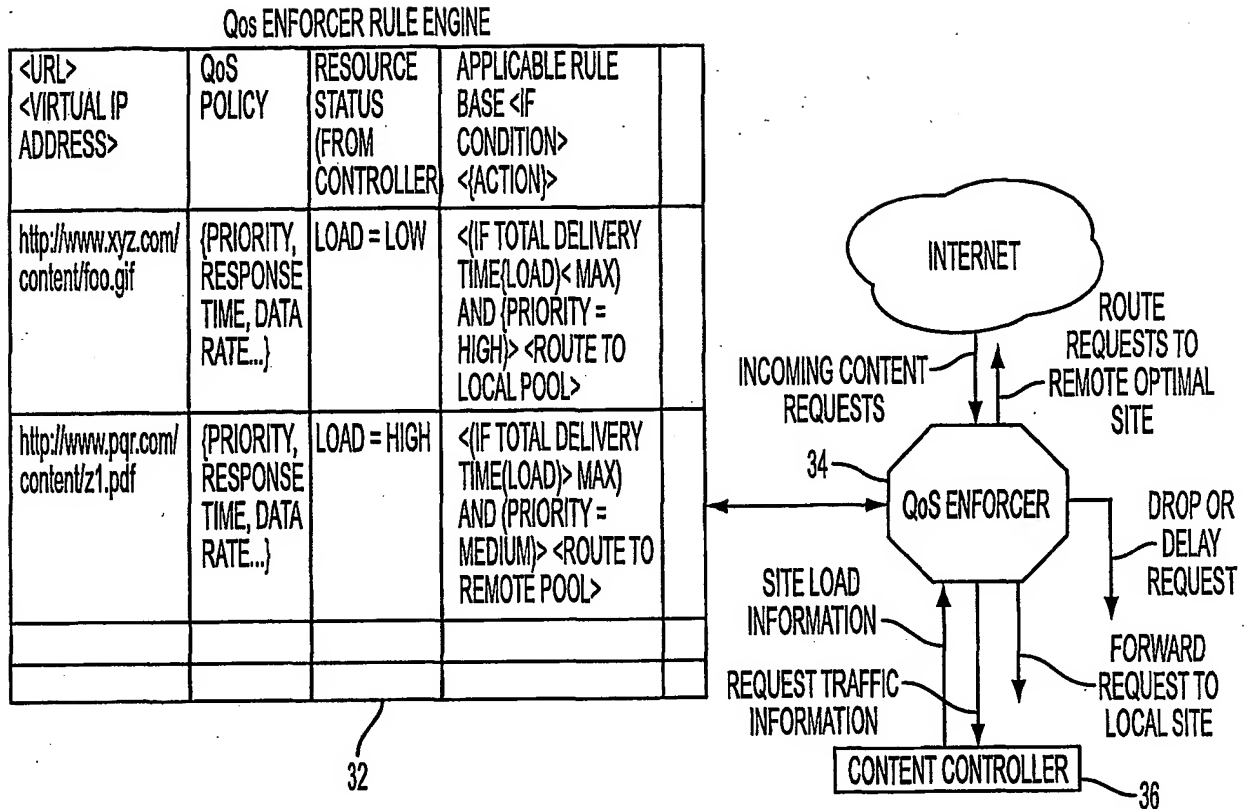 Qos ENFORCER RULE ENGINE
<URL>
<VIRTUAL IP
ADDRESS>
QoS
POLICY
RESOURCE
STATUS
(FROM
CONTROLLER)
APPLICABLE RULE
BASE <IF
CONDITION>
<{ACTION}>
http://www.xyz.com/
content/foo.gif
{PRIORITY,
RESPONSE
TIME, DATA
RATE...}
LOAD = LOW
<(IF TOTAL DELIVERY
TIME(LOAD)< MAX)
AND (PRIORITY =
HIGH)> <ROUTE TO
LOCAL POOL>
http://www.pqr.com/
content/z1.pdf
{PRIORITY,
RESPONSE
TIME, DATA
RATE...}
LOAD = HIGH
<(IF TOTAL DELIVERY
TIME(LOAD)> MAX)
AND (PRIORITY =
MEDIUM)> <ROUTE TO
REMOTE POOL>
32
INTERNET
INCOMING CONTENT
REQUESTS
ROUTE
REQUESTS TO
REMOTE OPTIMAL
SITE
34
QoS ENFORCER
DROP OR
DELAY
REQUEST
SITE LOAD
INFORMATION
REQUEST TRAFFIC
INFORMATION
FORWARD
REQUEST TO
LOCAL SITE
CONTENT CONTROLLER
36